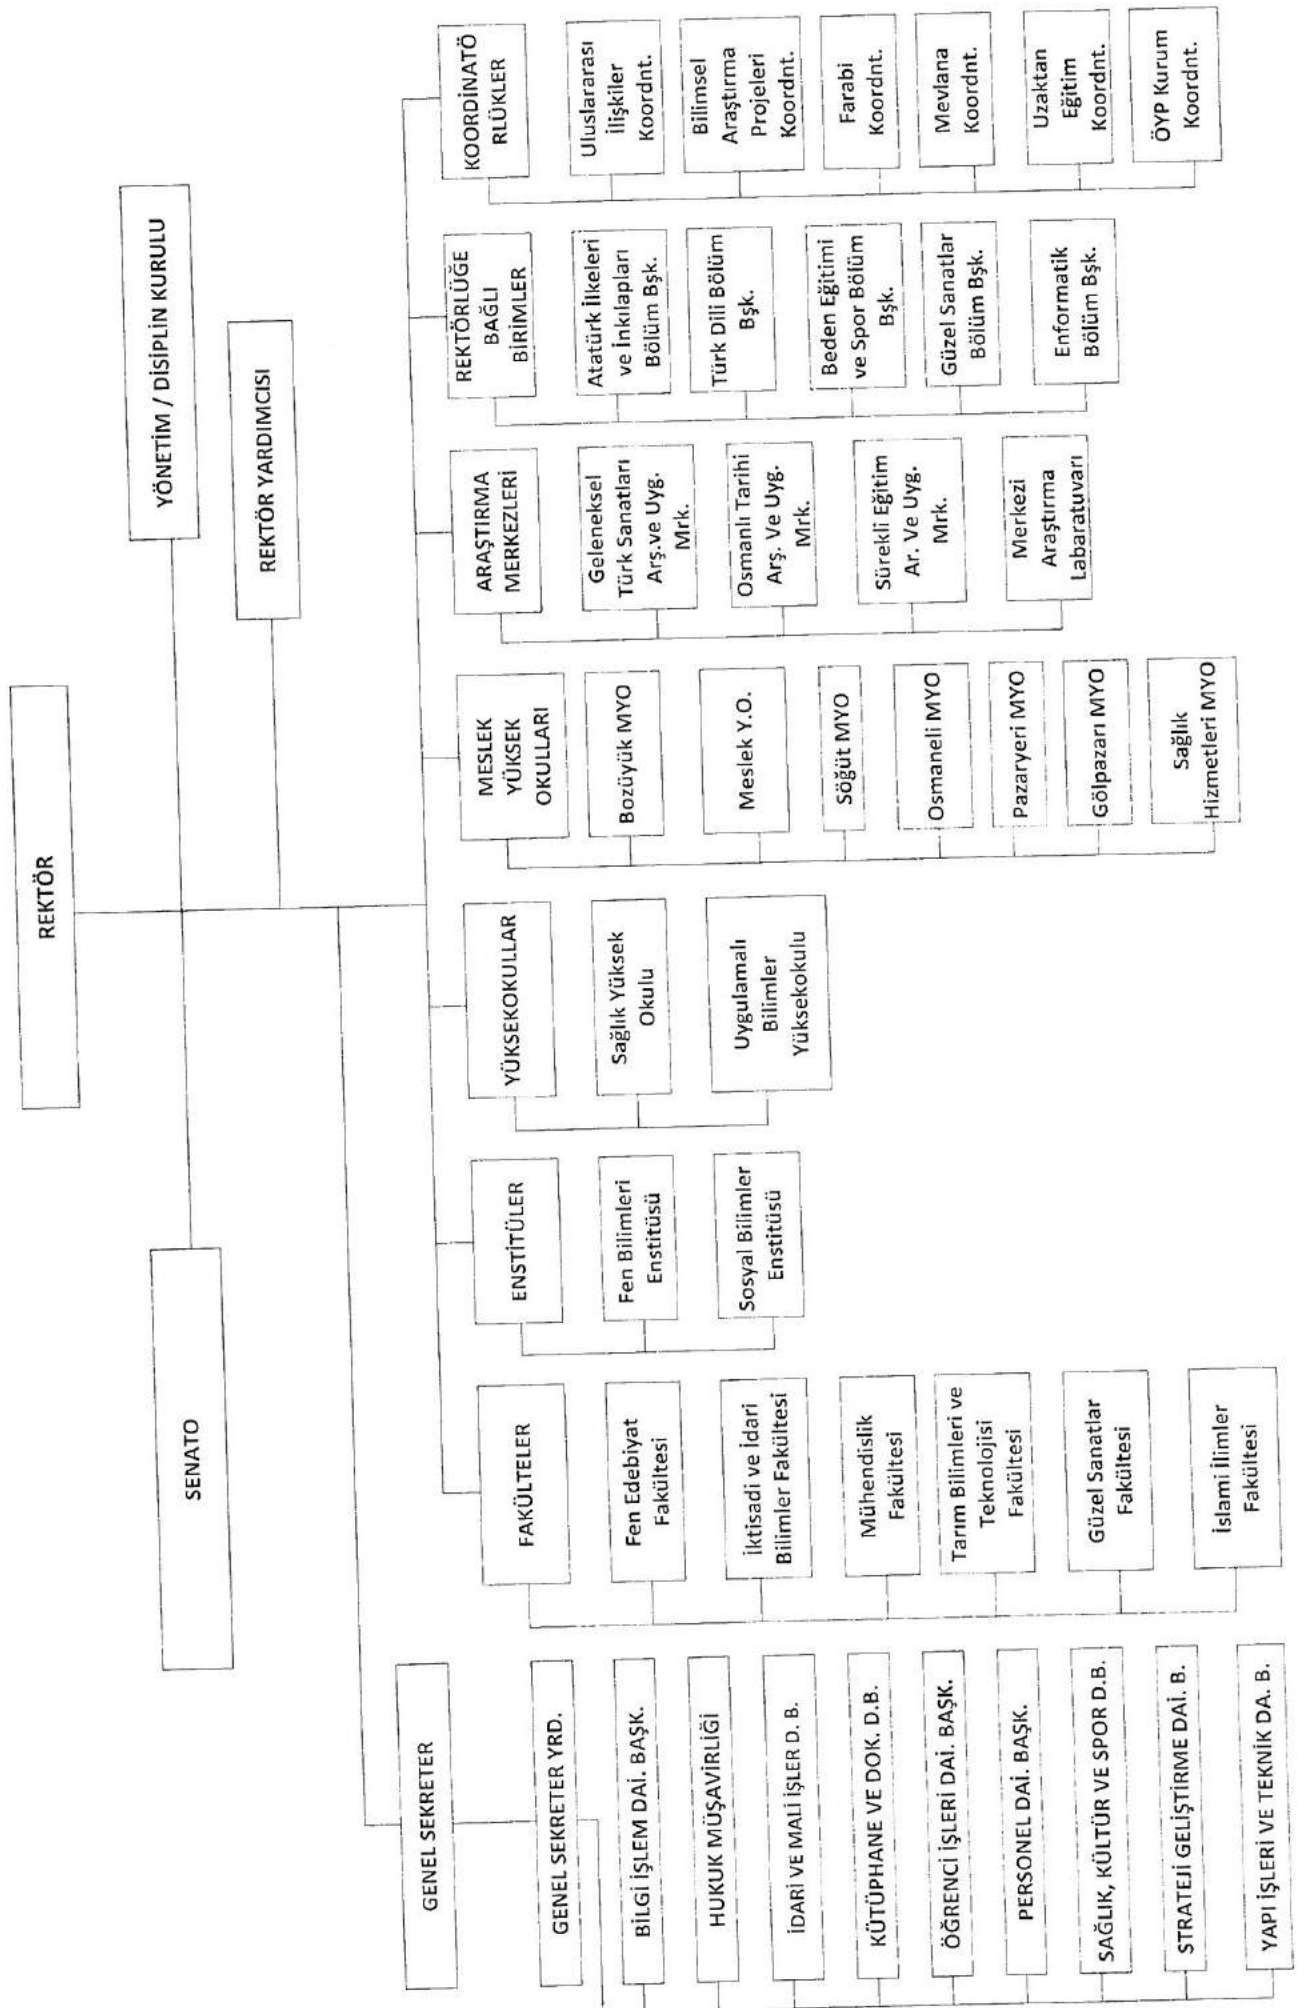 REKTÖR
SENATO
YÖNETİM / DİSİPLİN KURULU
REKTÖR YARDIMCISI
GENEL SEKRETER
GENEL SEKRETER YRD.
BİLGİ İŞLEM DAİ. BAŞK.
HUKUK MÜŞAVİRLİĞİ
İDARİ VE MALİ İŞLER D. B.
KÜTÜPHANE VE DOK. D.B.
ÖĞRENCİ İŞLERİ DAİ. BAŞK.
PERSONEL DAİ. BAŞK.
SAĞLIK, KÜLTÜR VE SPOR D.B.
STRATEJİ GELİŞTİRME DAİ. B.
YAPI İŞLERİ VE TEKNİK DA. B.
FAKÜLTELER
Fen Edebiyat
Fakültesi
İktisadi ve İdari
Bilimler Fakültesi
Mühendislik
Fakültesi
Tarım Bilimleri ve
Teknolojisi
Fakültesi
Güzel Sanatlar
Fakültesi
İslami İlimler
Fakültesi
ENSTİTÜLER
Fen Bilimleri
Enstitüsü
Sosyal Bilimler
Enstitüsü
YÜKSEKOKULLAR
Sağlık Yüksek
Okulu
Uygulamalı
Bilimler
Yüksekokulu
MESLEK
YÜKSEK
OKULLARI
Bozüyük MYO
Meslek Y.O.
Söğüt MYO
Osmaneli MYO
Pazaryeri MYO
Gölpazarı MYO
Sağlık
Hizmetleri MYO
ARAŞTIRMA
MERKEZLERİ
Geleneksel
Türk Sanatları
Arş.ve Uyg.
Mrk.
Osmanlı Tarihi
Arş. Ve Uyg.
Mrk.
Sürekli Eğitim
Ar. Ve Uyg.
Mrk.
Merkezi
Araştırma
Labaratuvarı
REKTÖRLÜĞE
BAĞLI
BİRİMLER
Atatürk İlkeleri
ve İnkılapları
Bölüm Bşk.
Türk Dili Bölüm
Bşk.
Beden Eğitimi
ve Spor Bölüm
Bşk.
Güzel Sanatlar
Bölüm Bşk.
Enformatik
Bölüm Bşk.
KOORDİNATÖ
RLÜKLER
Uluslararası
İlişkiler
Koordnt.
Bilimsel
Araştırma
Projeleri
Koordnt.
Farabi
Koordnt.
Mevlana
Koordnt.
Uzaktan
Eğitim
Koordnt.
ÖYP Kurum
Koordnt.